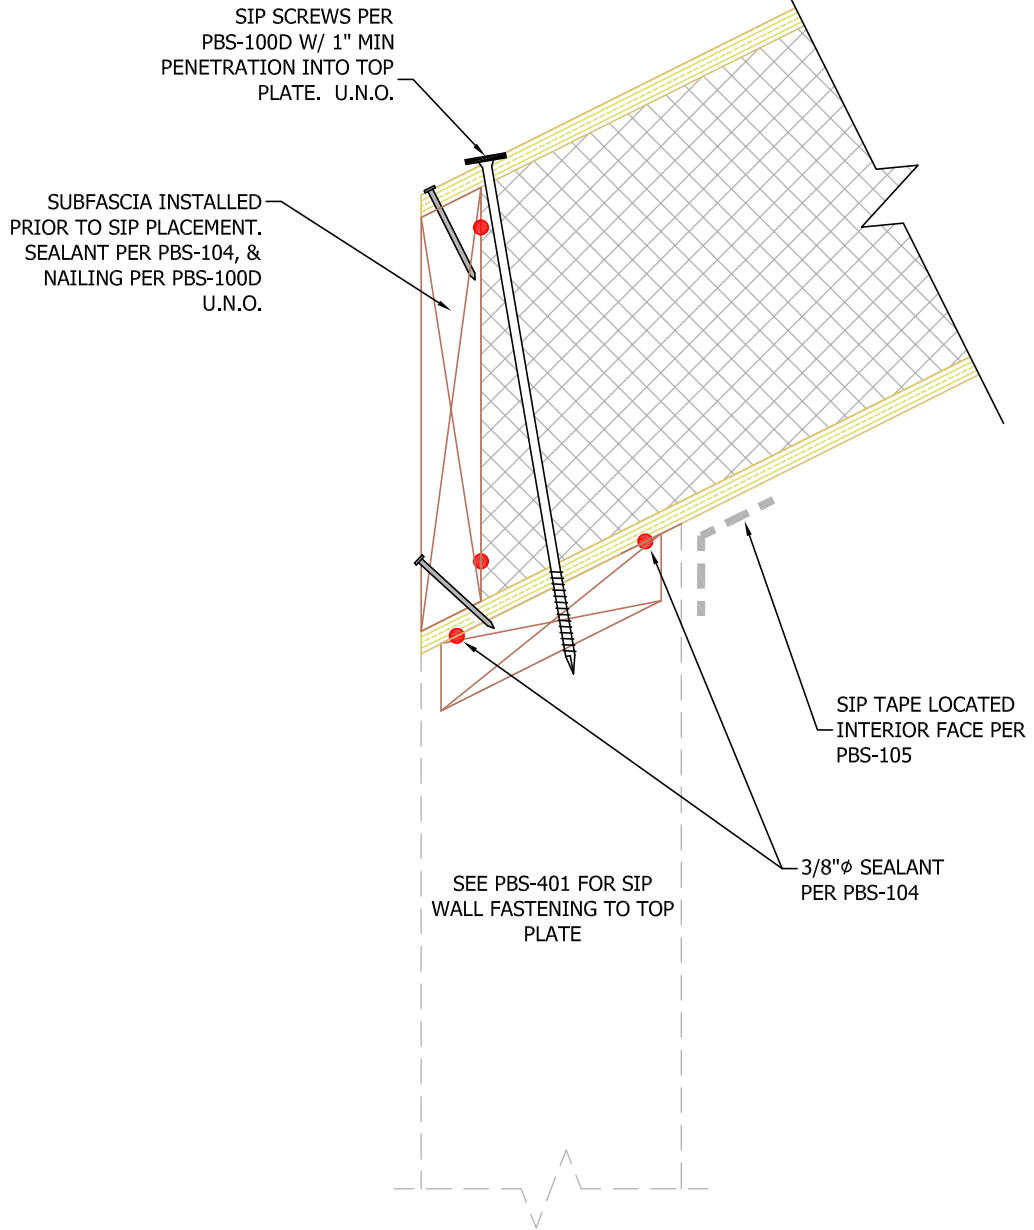 SIP SCREWS PER
PBS-100D W/ 1" MIN
PENETRATION INTO TOP
PLATE. U.N.O.
SUBFASCIA INSTALLED
PRIOR TO SIP PLACEMENT.
SEALANT PER PBS-104, &
NAILING PER PBS-100D
U.N.O.
SIP TAPE LOCATED
INTERIOR FACE PER
PBS-105
3/8"ø SEALANT
PER PBS-104
SEE PBS-401 FOR SIP
WALL FASTENING TO TOP
PLATE